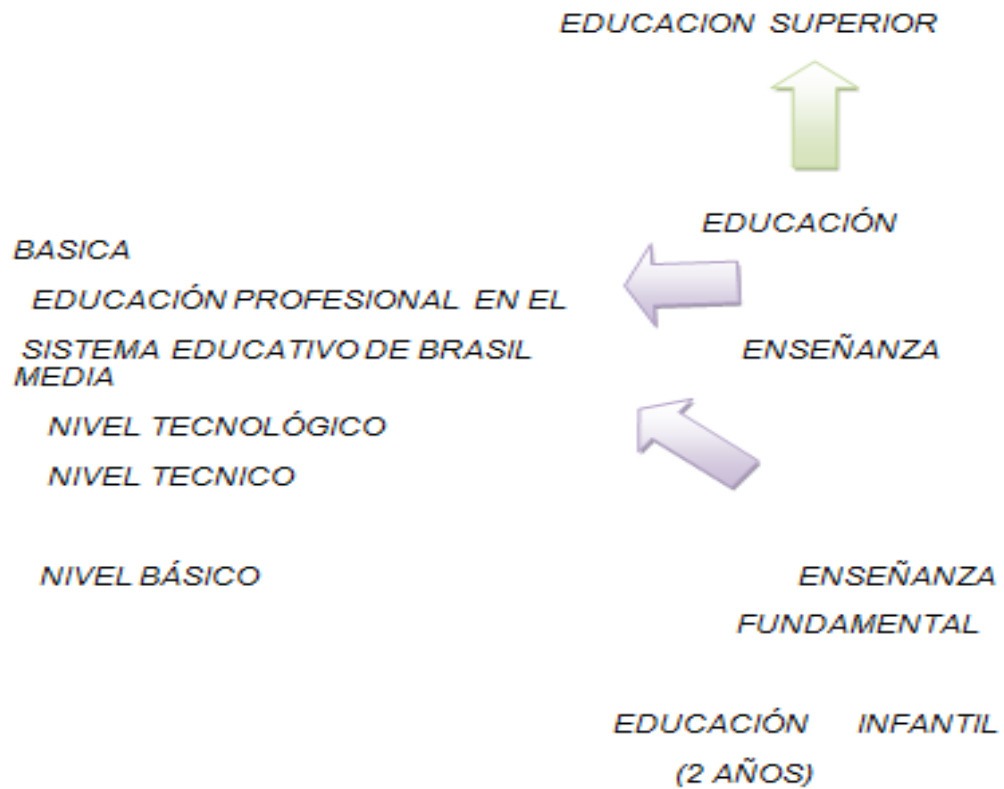 EDUCACION SUPERIOR
EDUCACIÓN
BASICA
EDUCACIÓN PROFESIONAL EN EL
SISTEMA EDUCATIVO DE BRASIL ENSEÑANZA
MEDIA
NIVEL TECNOLÓGICO
NIVEL TECNICO
NIVEL BÁSICO ENSEÑANZA
FUNDAMENTAL
EDUCACIÓN INFANTIL
(2 AÑOS)